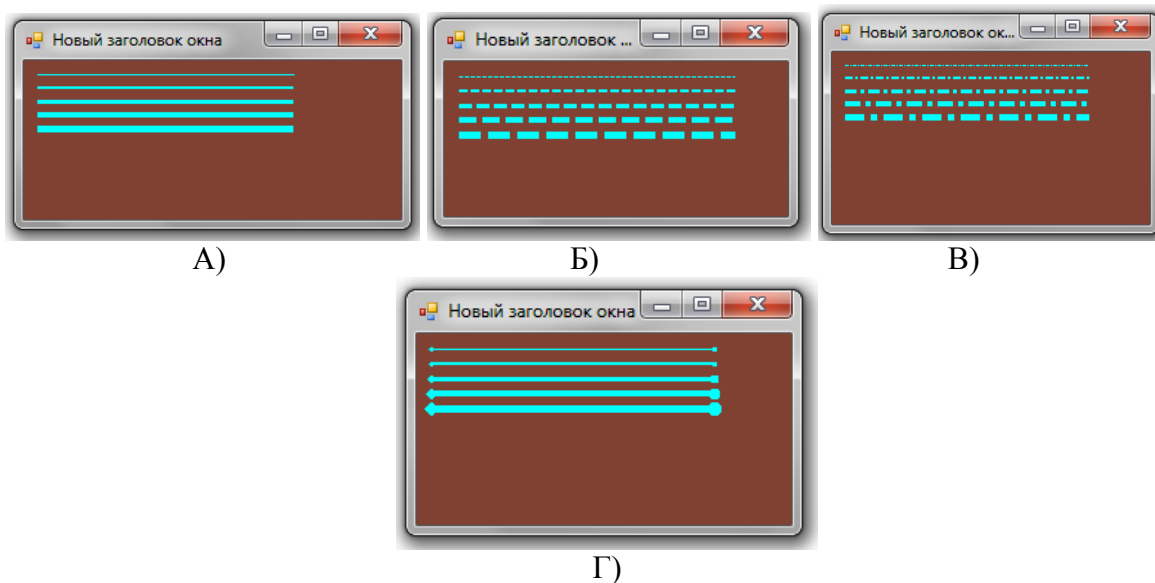 Новый заголовок окна
Новый заголовок ...
Новый заголовок ок...
А)
Б)
В)
Новый заголовок окна
Г)